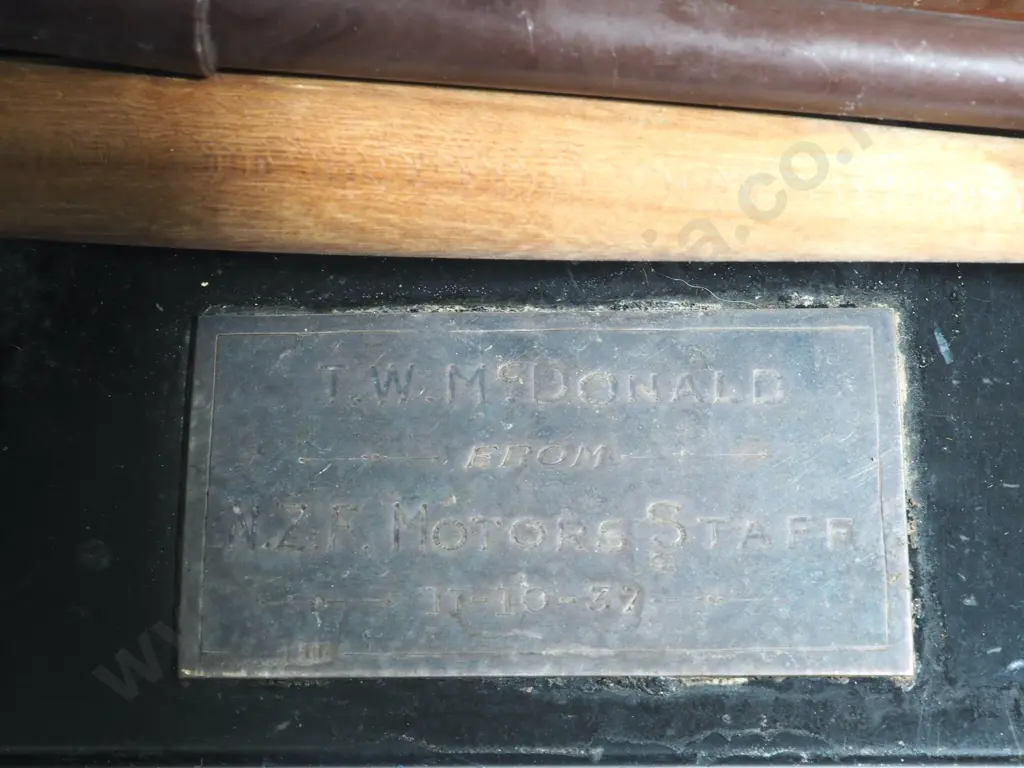 T.W. McDONALD
FROM
N.Z.F. MOTORS STAFF
11-10-37